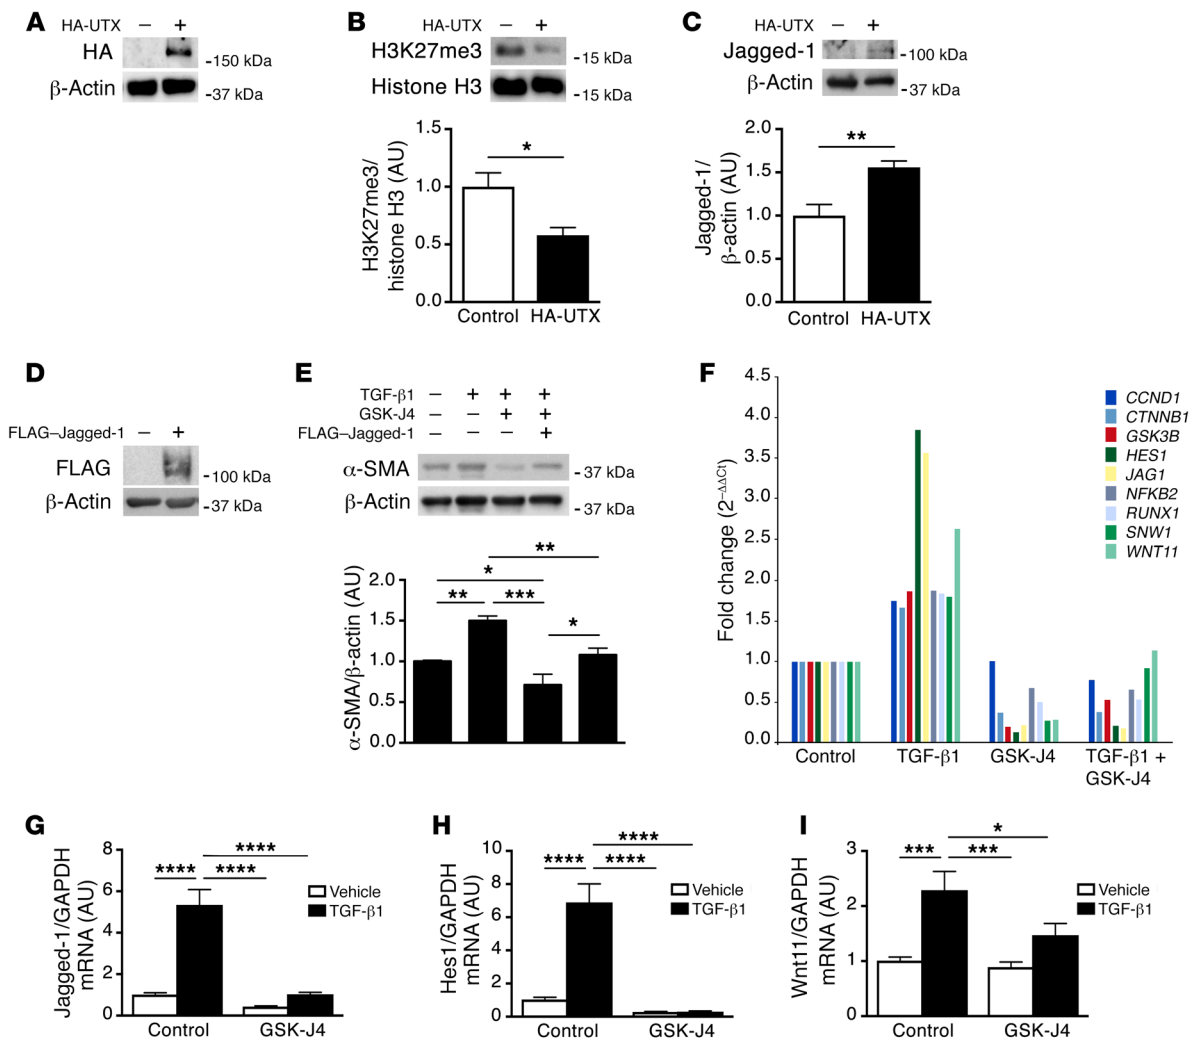 A
HA-UTX − +
HA
-150 kDa
β-Actin
-37 kDa
B
HA-UTX − +
H3K27me3
-15 kDa
Histone H3
-15 kDa
H3K27me3/
histone H3 (AU)
1.5
1.0
0.5
0.0
*
Control HA-UTX
C
HA-UTX − +
Jagged-1
-100 kDa
β-Actin
-37 kDa
Jagged-1/
β-actin (AU)
2.0
1.5
1.0
0.5
0.0
**
Control HA-UTX
D
FLAG–Jagged-1 − +
FLAG
-100 kDa
β-Actin
-37 kDa
E
TGF-β1 − + + +
GSK-J4 − − + +
FLAG–Jagged-1 − − − +
α-SMA
-37 kDa
β-Actin
-37 kDa
α-SMA/β-actin (AU)
2.0
1.5
1.0
0.5
0.0
**
*
** ***
*
F
Fold change (2−ΔΔCt)
4.5
4.0
3.5
3.0
2.5
2.0
1.5
1.0
0.5
0.0
CCND1
CTNNB1
GSK3B
HES1
JAG1
NFKB2
RUNX1
SNW1
WNT11
Control TGF-β1 GSK-J4 TGF-β1 +
GSK-J4
G
Jagged-1/GAPDH
mRNA (AU)
8
6
4
2
0
****
**** ****
Vehicle
TGF-β1
Control GSK-J4
H
Hes1/GAPDH
mRNA (AU)
10
8
6
4
2
0
****
**** ****
Vehicle
TGF-β1
Control GSK-J4
I
Wnt11/GAPDH
mRNA (AU)
3
2
1
0
*
*** ***
Vehicle
TGF-β1
Control GSK-J4